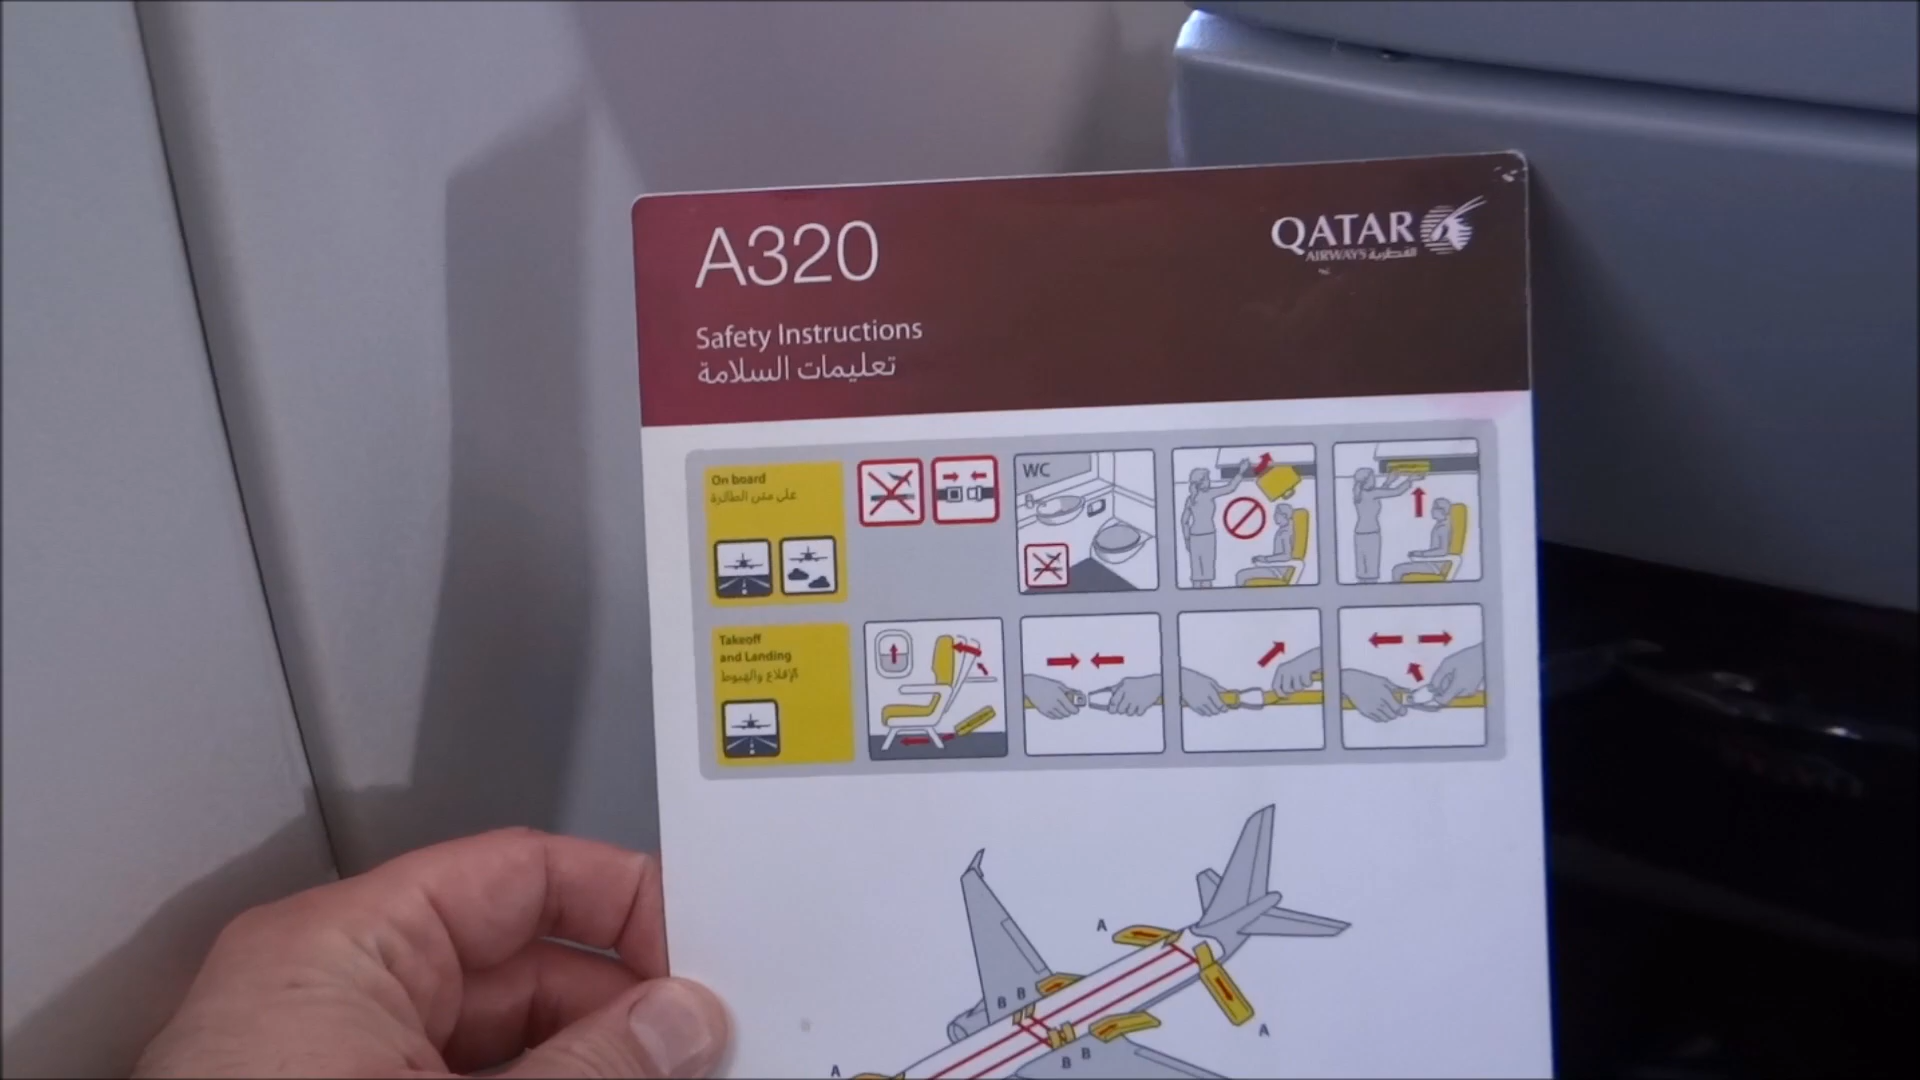 A320
QATAR
AIRWAYS القطرية
Safety Instructions
تعليمات السلامة
On board
على متن الطائرة
WC
Takeoff
and Landing
الإقلاع والهبوط
A
B B
A
B B
A